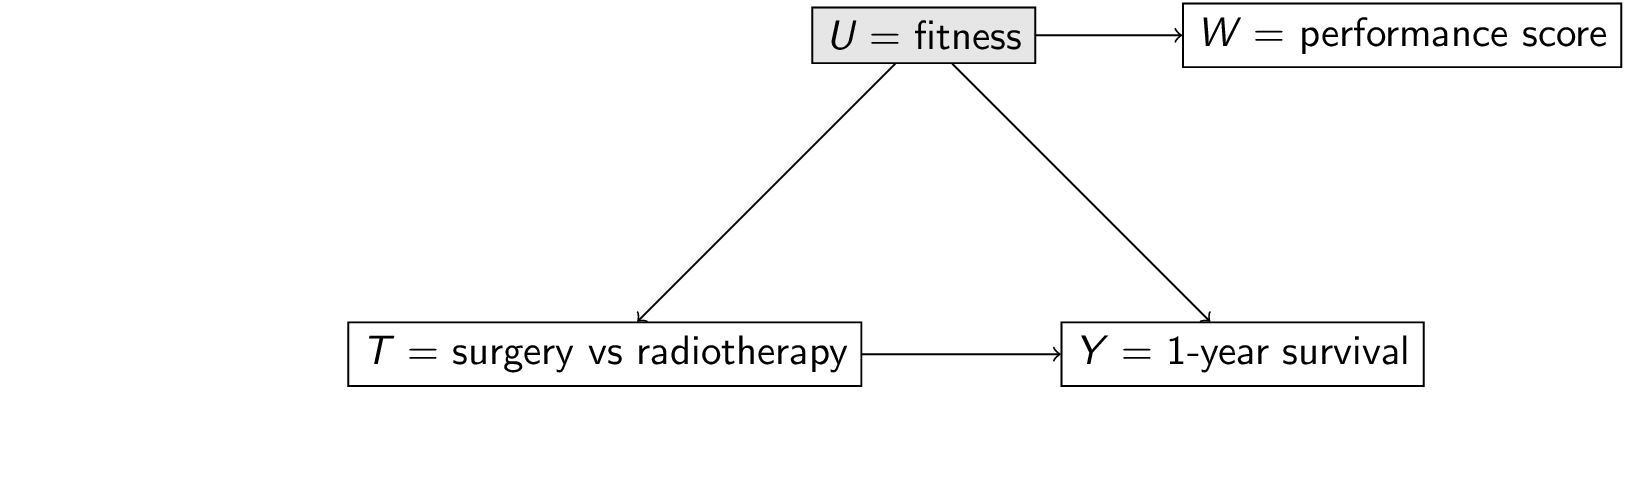 U = fitness
W = performance score
T = surgery vs radiotherapy
Y = 1-year survival